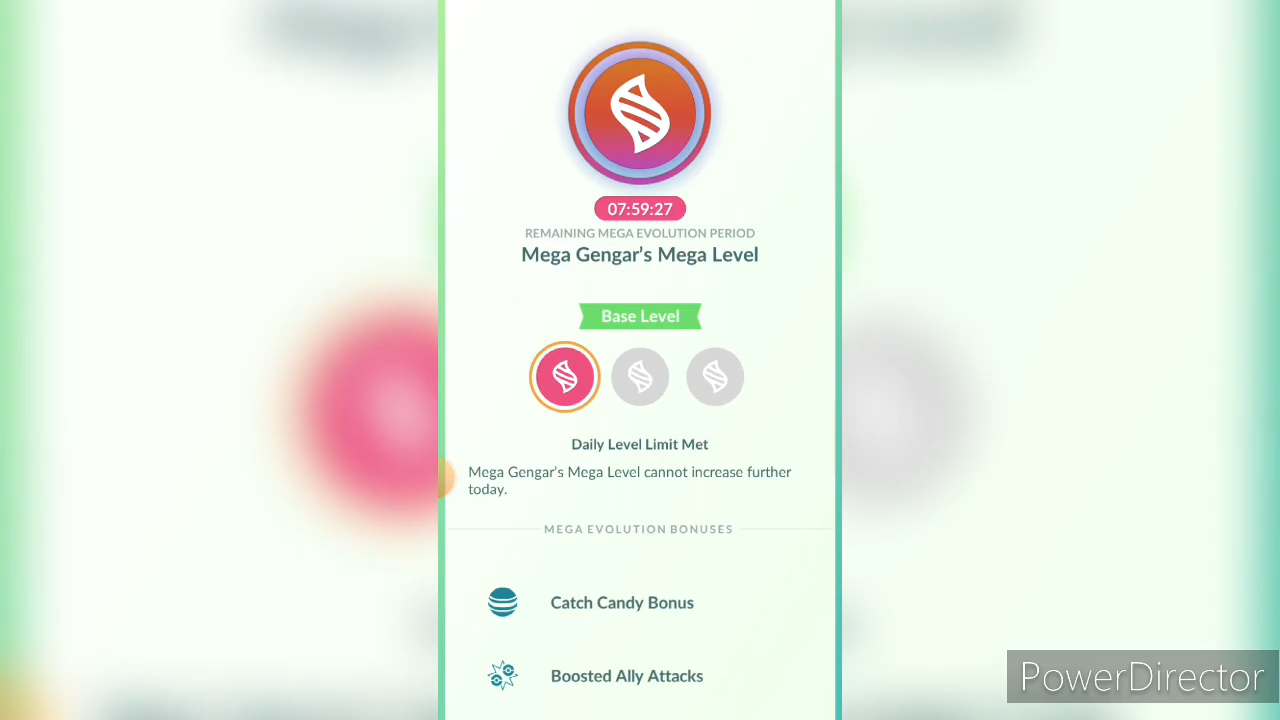 07:59:27
REMAINING MEGA EVOLUTION PERIOD
Mega Gengar's Mega Level
Base Level
Daily Level Limit Met
Mega Gengar's Mega Level cannot increase further
today.
MEGA EVOLUTION BONUSES
Catch Candy Bonus
Boosted Ally Attacks
PowerDirector